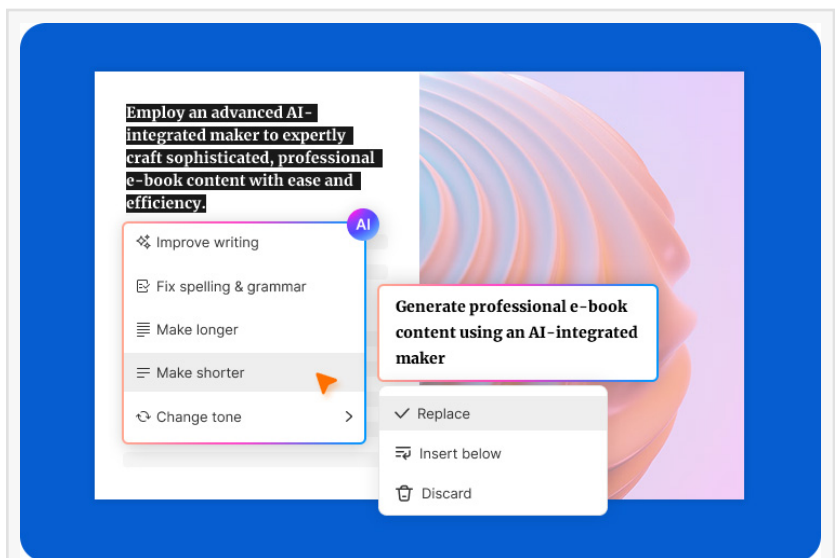 Employ an advanced AI-
integrated maker to expertly
craft sophisticated, professional
e-book content with ease and
efficiency.
AI
Improve writing
Fix spelling & grammar
Make longer
Make shorter
Change tone
Generate professional e-book
content using an AI-integrated
maker
Replace
Insert below
Discard